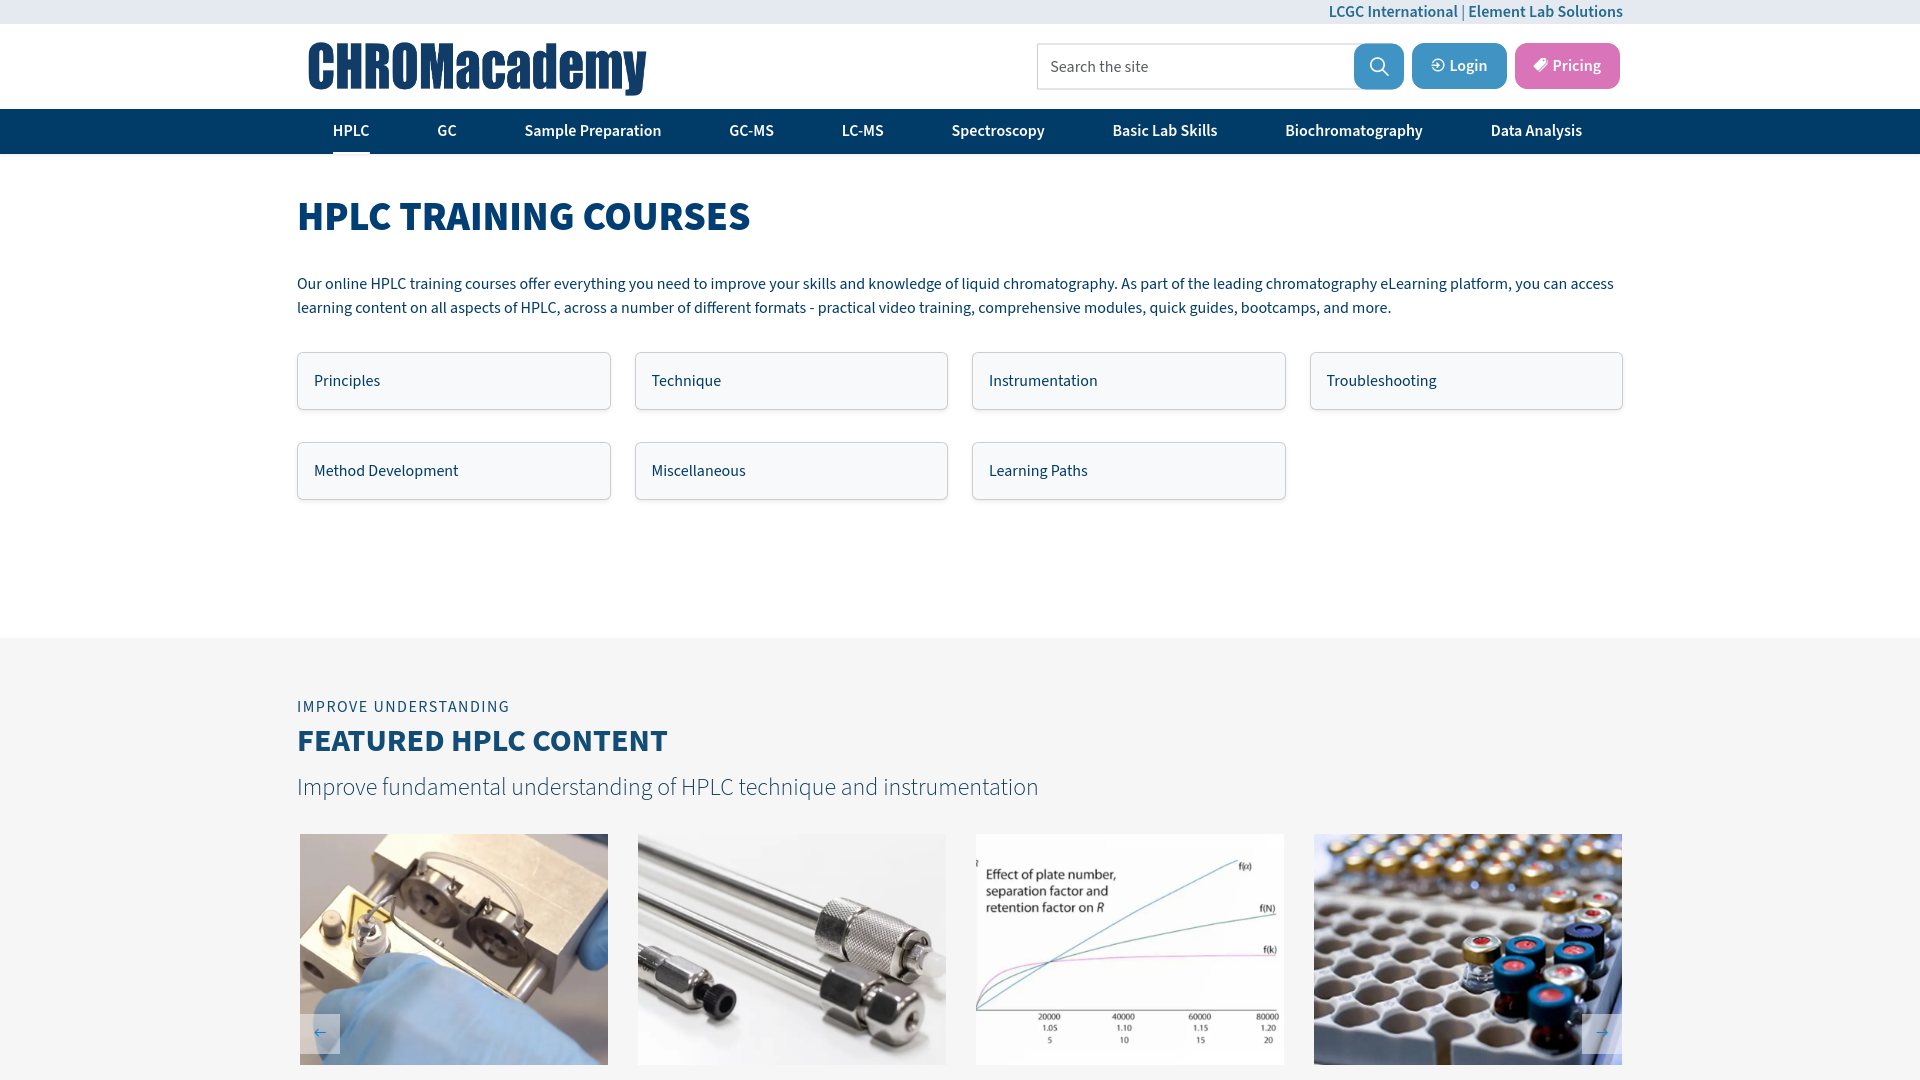 LCGC International | Element Lab Solutions
CHROMacademy
Search the site
Login
Pricing
HPLC
GC
Sample Preparation
GC-MS
LC-MS
Spectroscopy
Basic Lab Skills
Biochromatography
Data Analysis
HPLC TRAINING COURSES
Our online HPLC training courses offer everything you need to improve your skills and knowledge of liquid chromatography. As part of the leading chromatography eLearning platform, you can access
learning content on all aspects of HPLC, across a number of different formats - practical video training, comprehensive modules, quick guides, bootcamps, and more.
Principles
Technique
Instrumentation
Troubleshooting
Method Development
Miscellaneous
Learning Paths
IMPROVE UNDERSTANDING
FEATURED HPLC CONTENT
Improve fundamental understanding of HPLC technique and instrumentation
Effect of plate number,
separation factor and
retention factor on R
f(α)
f(N)
f(k)
20000 40000 60000 80000
1.05 1.10 1.15 1.20
5 10 15 20